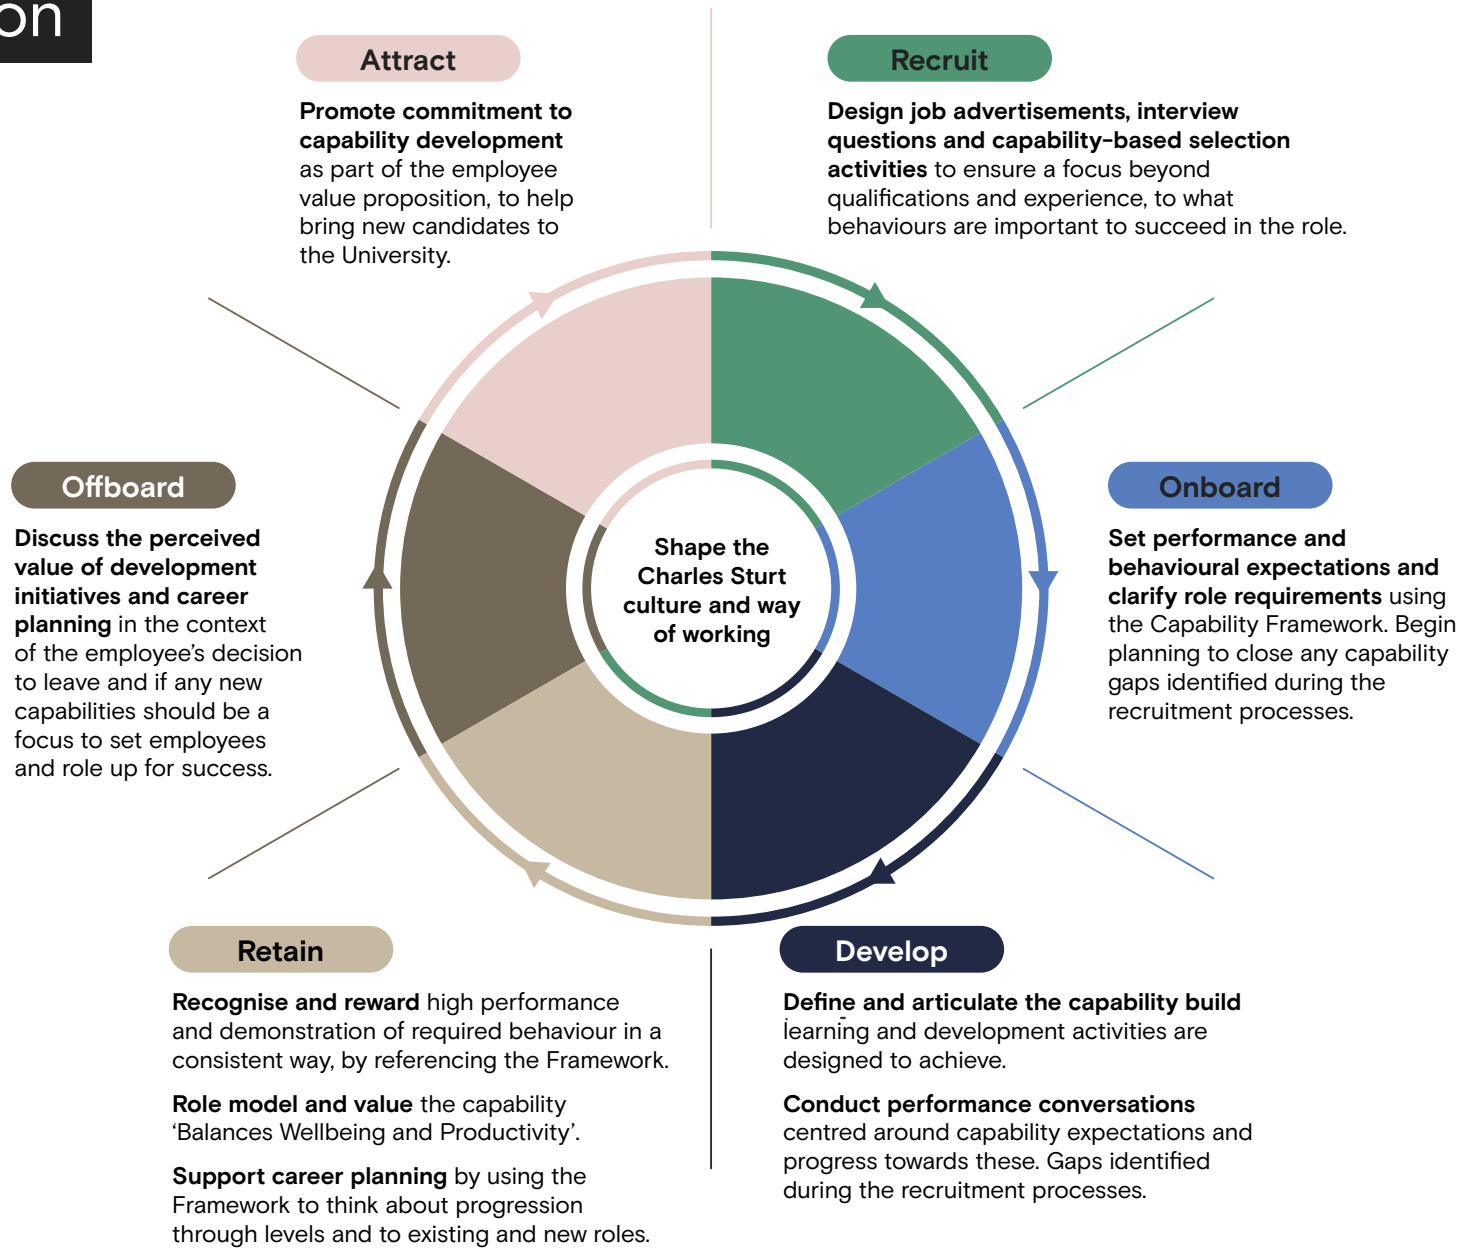 on
Attract
Promote commitment to
capability development
as part of the employee
value proposition, to help
bring new candidates to
the University.
Recruit
Design job advertisements, interview
questions and capability-based selection
activities to ensure a focus beyond
qualifications and experience, to what
behaviours are important to succeed in the role.
Offboard
Discuss the perceived
value of development
initiatives and career
planning in the context
of the employee's decision
to leave and if any new
capabilities should be a
focus to set employees
and role up for success.
Shape the
Charles Sturt
culture and way
of working
Onboard
Set performance and
behavioural expectations and
clarify role requirements using
the Capability Framework. Begin
planning to close any capability
gaps identified during the
recruitment processes.
Retain
Recognise and reward high performance
and demonstration of required behaviour in a
consistent way, by referencing the Framework.
Role model and value the capability
‘Balances Wellbeing and Productivity’.
Support career planning by using the
Framework to think about progression
through levels and to existing and new roles.
Develop
Define and articulate the capability build
learning and development activities are
designed to achieve.
Conduct performance conversations
centred around capability expectations and
progress towards these. Gaps identified
during the recruitment processes.